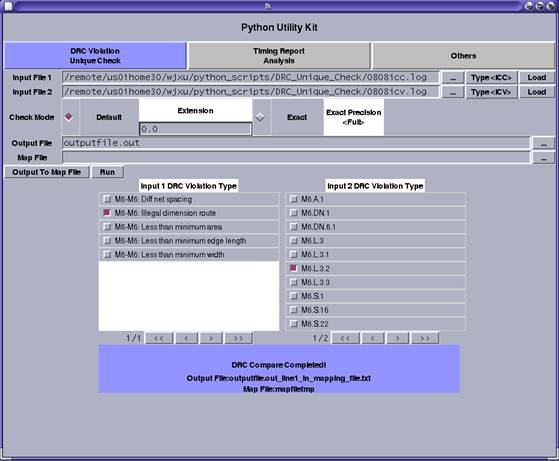 tk
Python Utility Kit
DRC Violation
Unique Check
Timing Report
Analysis
Others
Input File 1 /remote/us01home30/wjxu/python_scripts/DRC_Unique_Check/0808icc.log ... Type <ICC> Load
Input File 2 /remote/us01home30/wjxu/python_scripts/DRC_Unique_Check/0808icv.log ... Type <ICV> Load
Check Mode Default Extension 0.0 Exact Exact Precision <Full>
Output File outputfile.out ...
Map File ...
Output To Map File Run
Input 1 DRC Violation Type
M6-M6: Diff net spacing
M6-M6: Illegal dimension route
M6-M6: Less than minimum area
M6-M6: Less than minimum edge length
M6-M6: Less than minimum width
1/1 << < > >>
Input 2 DRC Violation Type
M6.A.1
M6.DN.1
M6.DN.6.1
M6.L.3
M6.L.3.1
M6.L.3.2
M6.L.3.3
M6.S.1
M6.S.16
M6.S.22
1/2 << < > >>
DRC Compare Completed!
Output File:outputfile.out_line1_in_mapping_file.txt
Map File:mapfiletmp